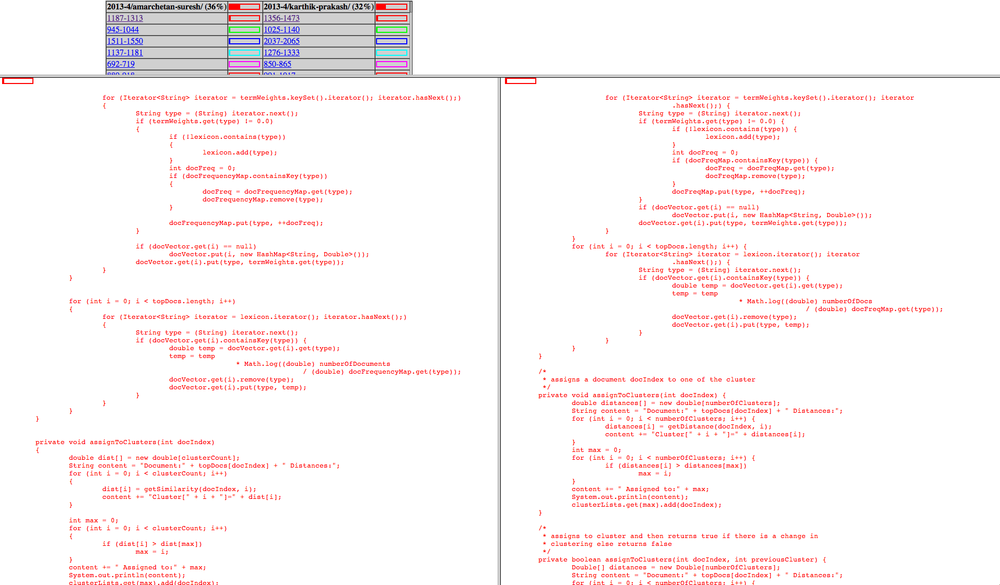 2013-4/amarchetan-suresh/ (36%) 2013-4/karthik-prakash/ (32%)
1187-1313 1356-1473
945-1044 1025-1140
1511-1550 2037-2065
1137-1181 1276-1333
692-719 850-865
for (Iterator<String> iterator = termWeights.keySet().iterator(); iterator.hasNext();)
{
String type = (String) iterator.next();
if (termWeights.get(type) != 0.0)
{
if (!lexicon.contains(type))
{
lexicon.add(type);
}
int docFreq = 0;
if (docFrequencyMap.containsKey(type))
{
docFreq = docFrequencyMap.get(type);
docFrequencyMap.remove(type);
}
docFrequencyMap.put(type, ++docFreq);
}
if (docVector.get(i) == null)
docVector.put(i, new HashMap<String, Double>());
docVector.get(i).put(type, termWeights.get(type));
}
}
for (int i = 0; i < topDocs.length; i++)
{
for (Iterator<String> iterator = lexicon.iterator(); iterator.hasNext();)
{
String type = (String) iterator.next();
if (docVector.get(i).containsKey(type)) {
double temp = docVector.get(i).get(type);
temp = temp
* Math.log((double) numberOfDocuments
/ (double) docFrequencyMap.get(type));
docVector.get(i).remove(type);
docVector.get(i).put(type, temp);
}
}
}
}
private void assignToClusters(int docIndex)
{
double dist[] = new double[clusterCount];
String content = "Document:" + topDocs[docIndex] + " Distances:";
for (int i = 0; i < clusterCount; i++)
{
dist[i] = getSimilarity(docIndex, i);
content += "Cluster[" + i + "]=" + dist[i];
}
int max = 0;
for (int i = 0; i < clusterCount; i++)
{
if (dist[i] > dist[max])
max = i;
}
content += " Assigned to:" + max;
System.out.println(content);
clusterLists.get(max).add(docIndex);
for (Iterator<String> iterator = termWeights.keySet().iterator(); iterator
.hasNext();) {
String type = (String) iterator.next();
if (termWeights.get(type) != 0.0) {
if (!lexicon.contains(type)) {
lexicon.add(type);
}
int docFreq = 0;
if (docFreqMap.containsKey(type)) {
docFreq = docFreqMap.get(type);
docFreqMap.remove(type);
}
docFreqMap.put(type, ++docFreq);
}
if (docVector.get(i) == null)
docVector.put(i, new HashMap<String, Double>());
docVector.get(i).put(type, termWeights.get(type));
}
}
for (int i = 0; i < topDocs.length; i++) {
for (Iterator<String> iterator = lexicon.iterator(); iterator
.hasNext();) {
String type = (String) iterator.next();
if (docVector.get(i).containsKey(type)) {
double temp = docVector.get(i).get(type);
temp = temp
* Math.log((double) numberOfDocs
/ (double) docFreqMap.get(type));
docVector.get(i).remove(type);
docVector.get(i).put(type, temp);
}
}
}
}
/*
* assigns a document docIndex to one of the cluster
*/
private void assignToClusters(int docIndex) {
double distances[] = new double[numberOfClusters];
String content = "Document:" + topDocs[docIndex] + " Distances:";
for (int i = 0; i < numberOfClusters; i++) {
distances[i] = getDistance(docIndex, i);
content += "Cluster[" + i + "]=" + distances[i];
}
int max = 0;
for (int i = 0; i < numberOfClusters; i++) {
if (distances[i] > distances[max])
max = i;
}
content += " Assigned to:" + max;
System.out.println(content);
clusterLists.get(max).add(docIndex);
}
/*
* assigns to cluster and then returns true if there is a change in
* clustering else returns false
*/
private boolean assignToClusters(int docIndex, int previousCluster) {
Double[] distances = new Double[numberOfClusters];
String content = "Document:" + topDocs[docIndex] + " Distances:";
for (int i = 0; i < numberOfClusters; i++) {